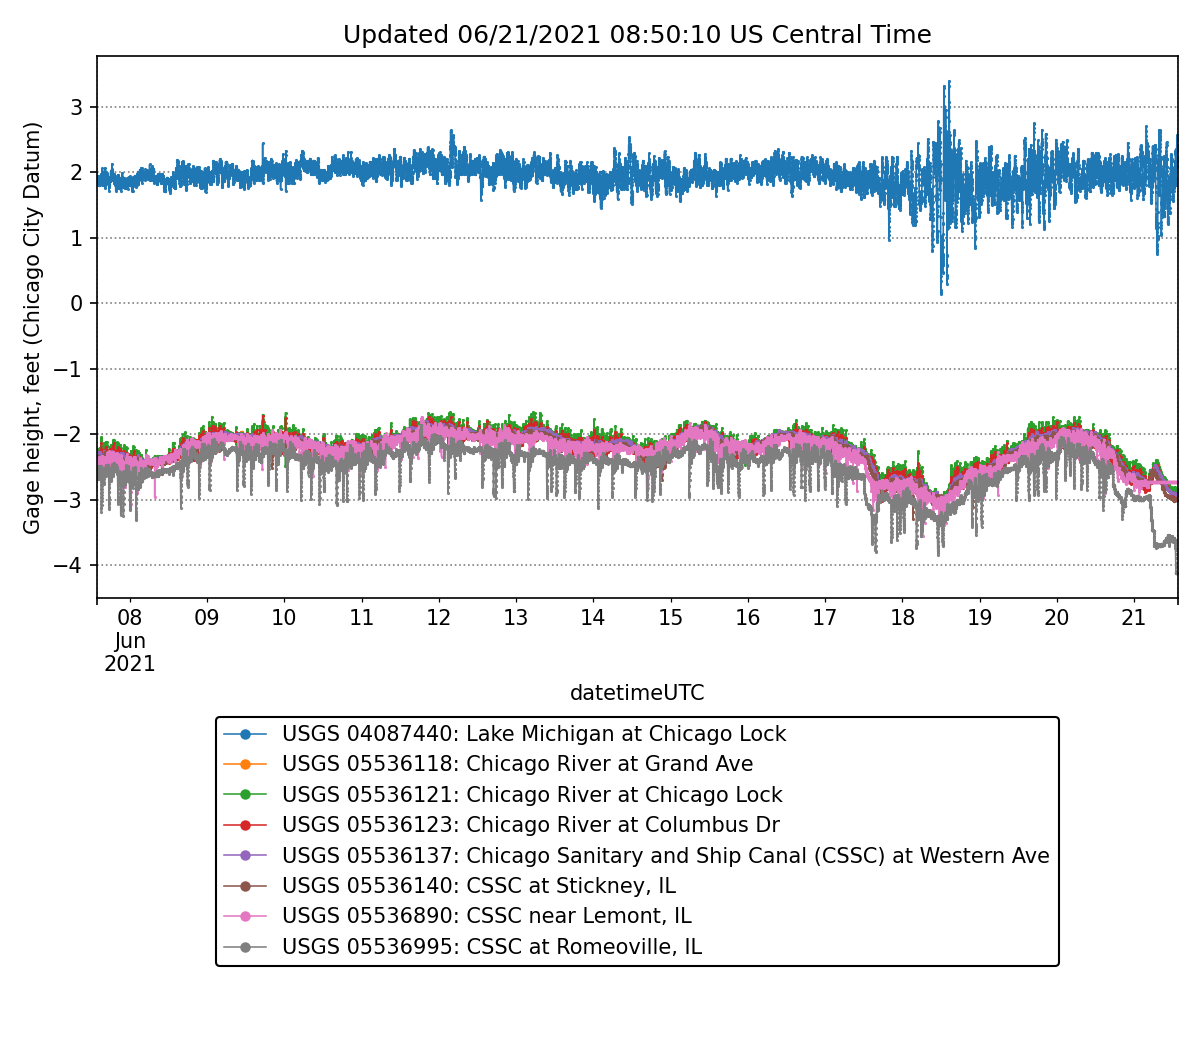 Updated 06/21/2021 08:50:10 US Central Time
Gage height, feet (Chicago City Datum)
3
2
1
0
−1
−2
−3
−4
08 09 10 11 12 13 14 15 16 17 18 19 20 21
Jun
2021
datetimeUTC
USGS 04087440: Lake Michigan at Chicago Lock
USGS 05536118: Chicago River at Grand Ave
USGS 05536121: Chicago River at Chicago Lock
USGS 05536123: Chicago River at Columbus Dr
USGS 05536137: Chicago Sanitary and Ship Canal (CSSC) at Western Ave
USGS 05536140: CSSC at Stickney, IL
USGS 05536890: CSSC near Lemont, IL
USGS 05536995: CSSC at Romeoville, IL